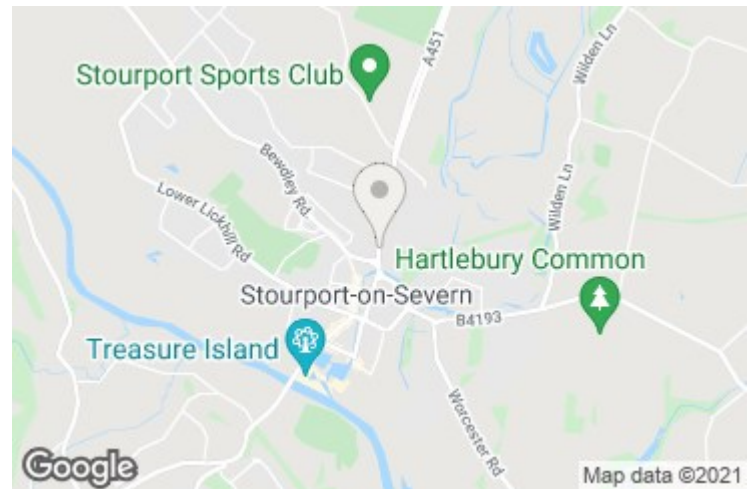 Stourport Sports Club
A451
Wilden Ln
Bewdley Rd
Lower Lickhill Rd
Wilden Ln
Hartlebury Common
Stourport-on-Severn
B4193
Treasure Island
Worcester Rd
Google
Map data ©2021